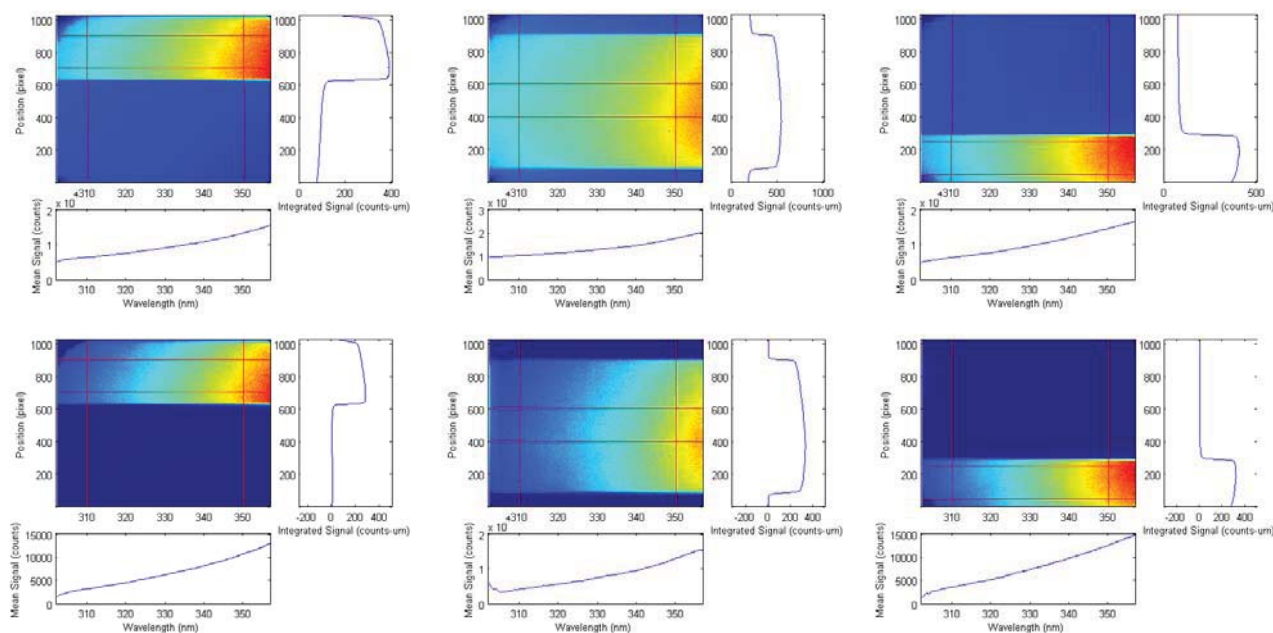 Position (pixel)
1000
800
600
400
200
4310 320 330 340 350
1000
800
600
400
200
0 200 400
Integrated Signal (counts-um)
x 10
Mean Signal (counts)
2
1
0
310 320 330 340 350
Wavelength (nm)
Position (pixel)
1000
800
600
400
200
4310 320 330 340 350
1000
800
600
400
200
0 500 1000
Integrated Signal (counts-um)
x 10
Mean Signal (counts)
3
2
1
0
310 320 330 340 350
Wavelength (nm)
Position (pixel)
1000
800
600
400
200
4310 320 330 340 350
1000
800
600
400
200
0 500
Integrated Signal (counts-um)
x 10
Mean Signal (counts)
2
1
0
310 320 330 340 350
Wavelength (nm)
Position (pixel)
1000
800
600
400
200
310 320 330 340 350
1000
800
600
400
200
-200 0 200 400
Integrated Signal (counts-um)
Mean Signal (counts)
15000
10000
5000
0
310 320 330 340 350
Wavelength (nm)
Position (pixel)
1000
800
600
400
200
4310 320 330 340 350
1000
800
600
400
200
-200 0 200 400
Integrated Signal (counts-um)
x 10
Mean Signal (counts)
2
1
0
310 320 330 340 350
Wavelength (nm)
Position (pixel)
1000
800
600
400
200
310 320 330 340 350
1000
800
600
400
200
-200 0 200 400
Integrated Signal (counts-um)
Mean Signal (counts)
15000
10000
5000
0
310 320 330 340 350
Wavelength (nm)